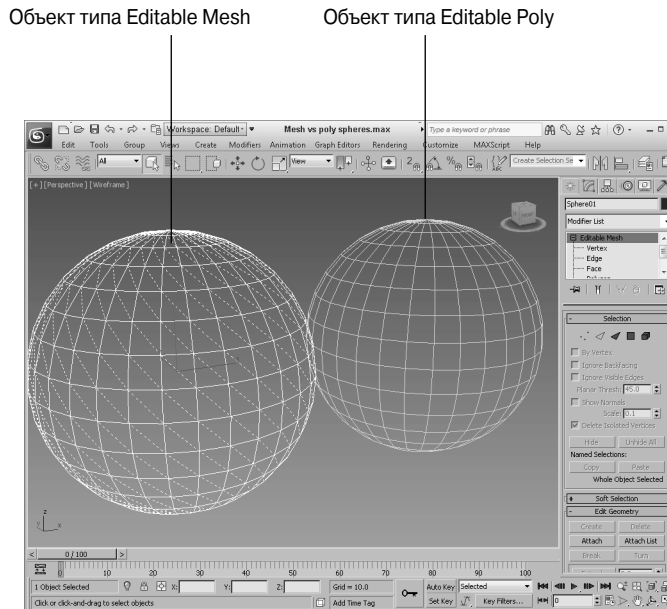 Объект типа Editable Mesh Объект типа Editable Poly
Workspace: Default Mesh vs poly spheres.max Type a keyword or phrase
Edit Tools Group Views Create Modifiers Animation Graph Editors Rendering Customize MAXScript Help
All View Create Selection Se
[+] [Perspective] [Wireframe]
Sphere01
Modifier List
Editable Mesh
Vertex
Edge
Face
Selection
By Vertex
Ignore Backfacing
Ignore Visible Edges
Planar Thresh: 45.0
Show Normals
Scale: 0.1
Delete Isolated Vertices
Hide Unhide All
Named Selections:
Copy Paste
Whole Object Selected
+ Soft Selection
- Edit Geometry
Create Delete
Attach Attach List
Break Turn
z
y x
< 0 / 100 >
0 10 20 30 40 50 60 70 80 90 100
1 Object Selected X: Y: Z: Grid = 10.0 Auto Key Selected
Click or click-and-drag to select objects Add Time Tag Set Key Key Filters... 0